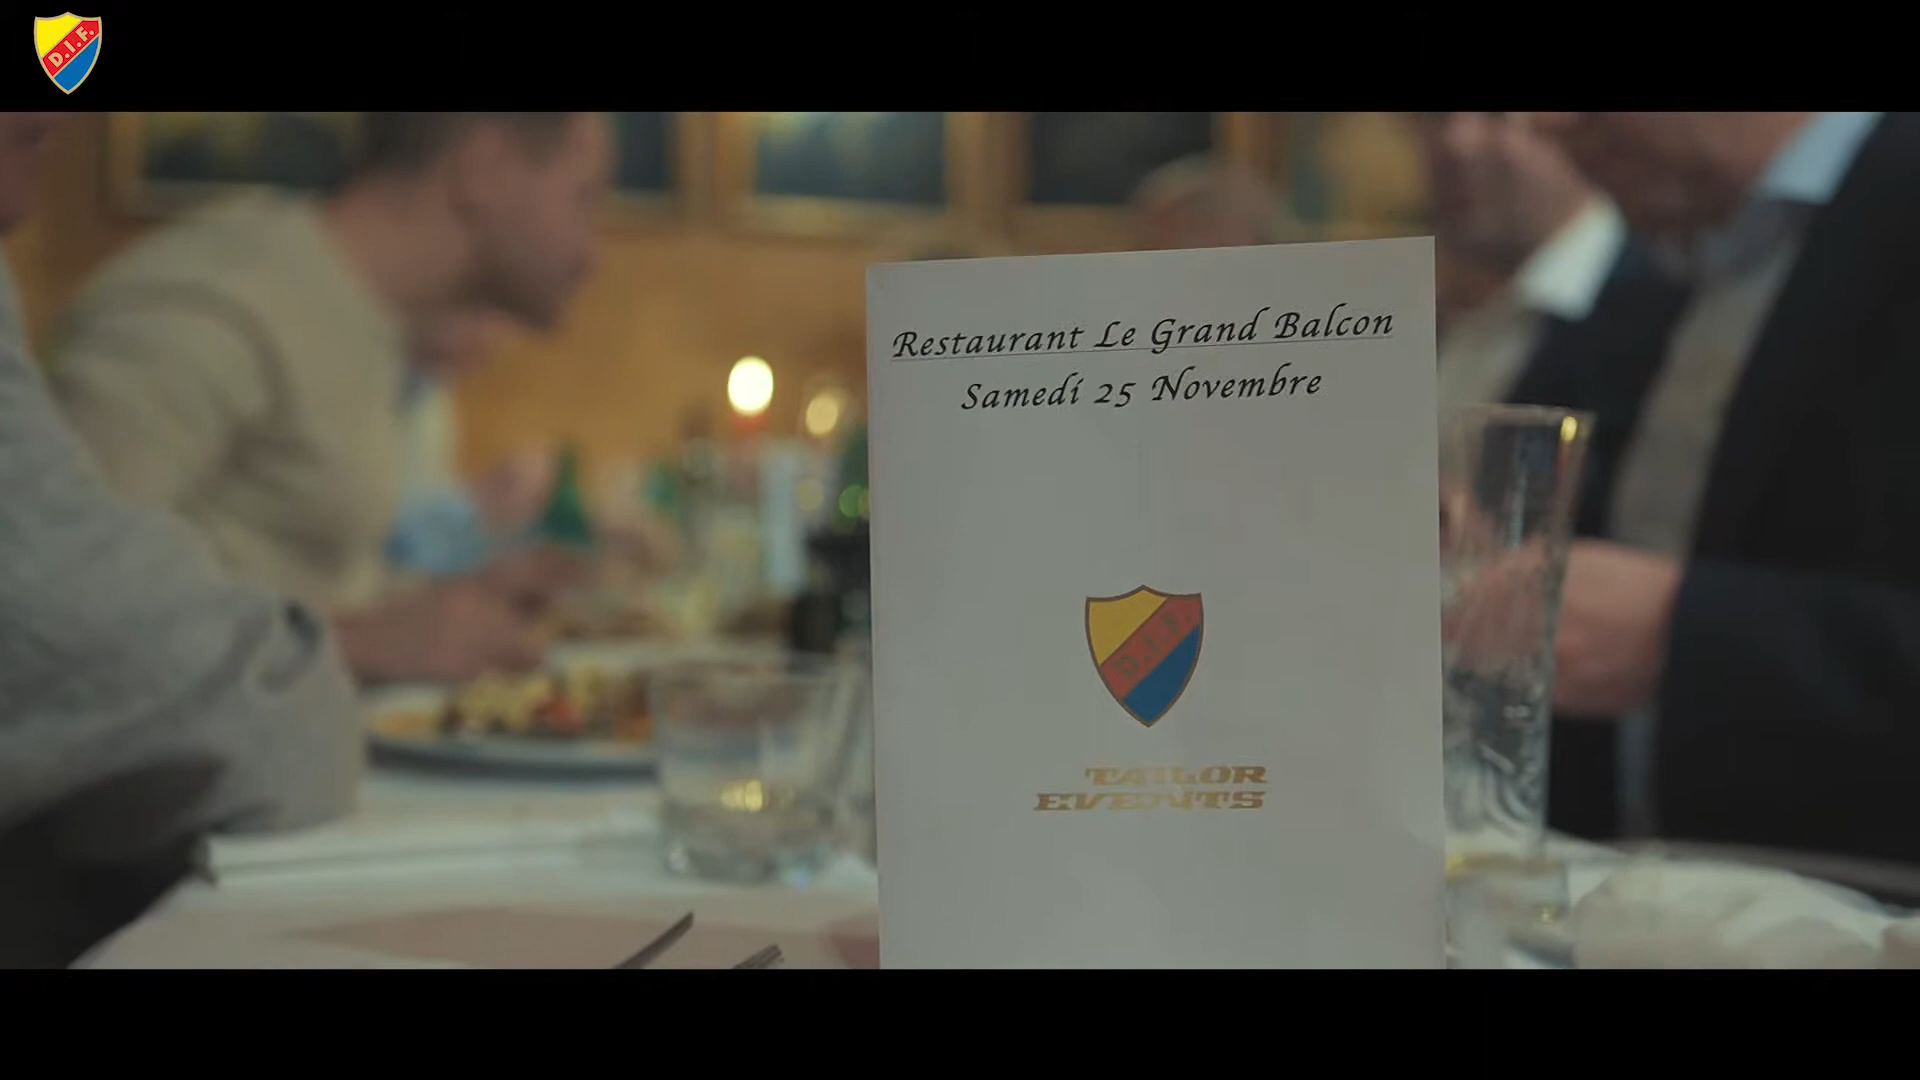 D.I.F.
Restaurant Le Grand Balcon
Samedi 25 Novembre
D.I.F.
TAILOR
EVENTS